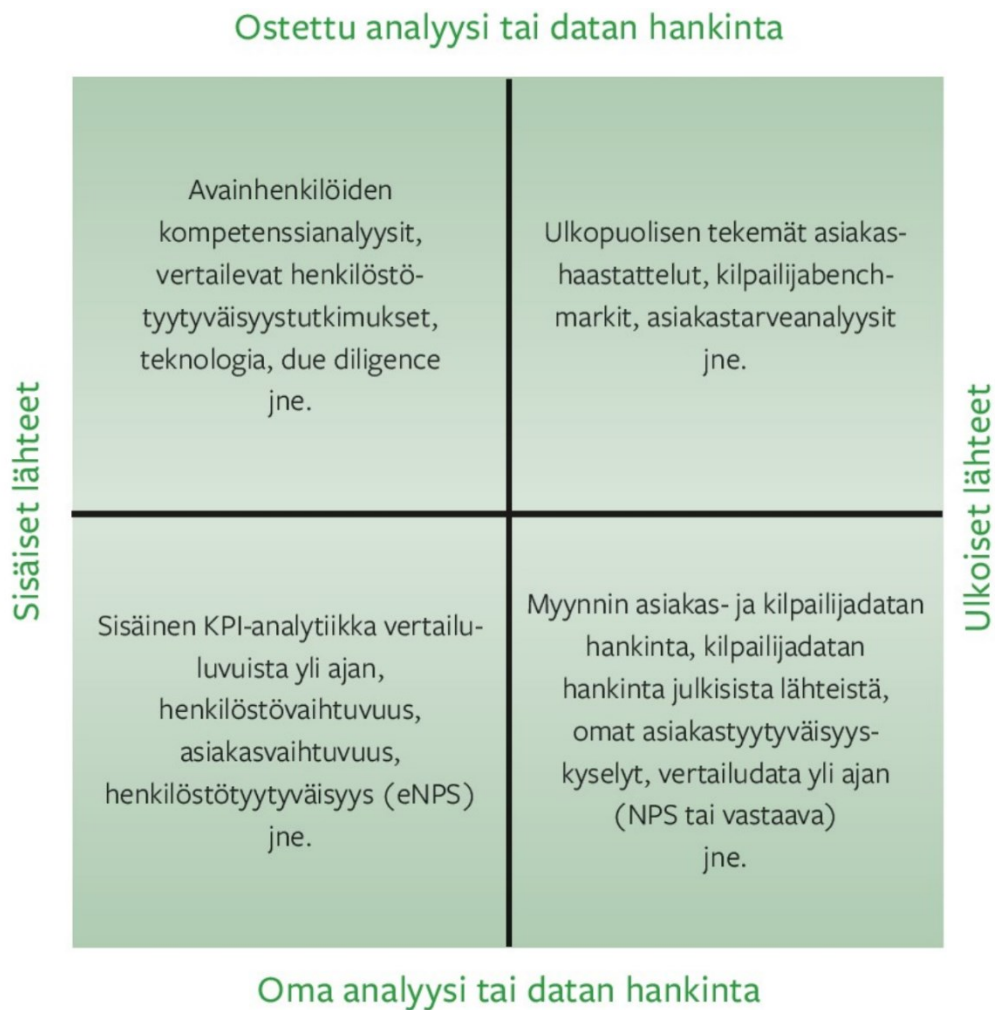 Ostettu analyysi tai datan hankinta
Avainhenkilöiden
kompetenssianalyysit,
vertailevat henkilöstö-
tyytyväisyystutkimukset,
teknologia, due diligence
jne.
Ulkopuolisen tekemät asiakas-
haastattelut, kilpailijabench-
markit, asiakastarveanalyysit
jne.
Sisäiset lähteet
Ulkoiset lähteet
Sisäinen KPI-analytiikka vertailu-
luvuista yli ajan,
henkilöstövaihtuvuus,
asiakasvaihtuvuus,
henkilöstötyytyväisyys (eNPS)
jne.
Myynnin asiakas- ja kilpailijadatan
hankinta, kilpailijadatan
hankinta julkisista lähteistä,
omat asiakastyytyväisyys-
kyselyt, vertailudata yli ajan
(NPS tai vastaava)
jne.
Oma analyysi tai datan hankinta